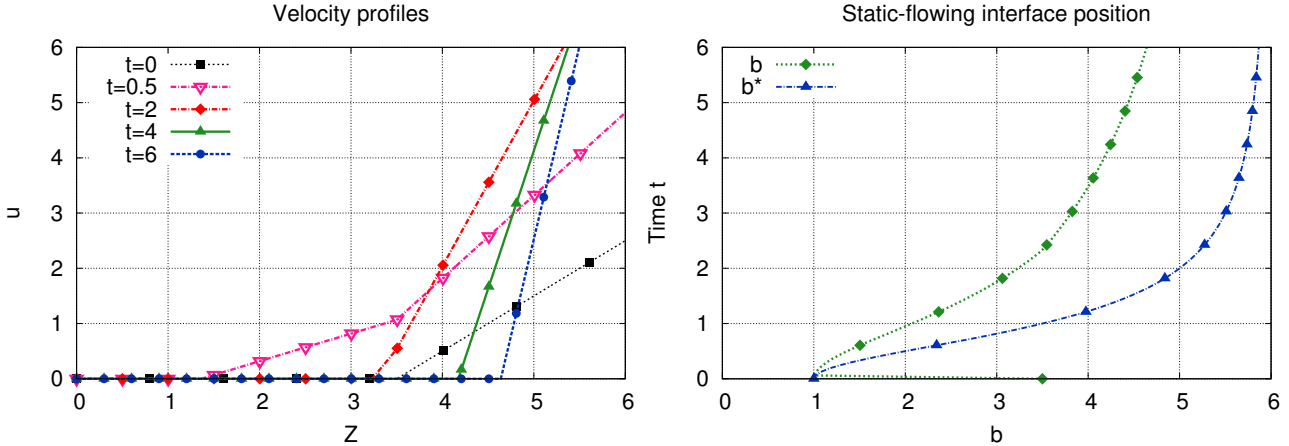 Velocity profiles
6
5
4
3
2
1
0
u
t=0
t=0.5
t=2
t=4
t=6
0 1 2 3 4 5 6
Z
Static-flowing interface position
6
5
4
3
2
1
0
Time t
b
b*
0 1 2 3 4 5 6
b